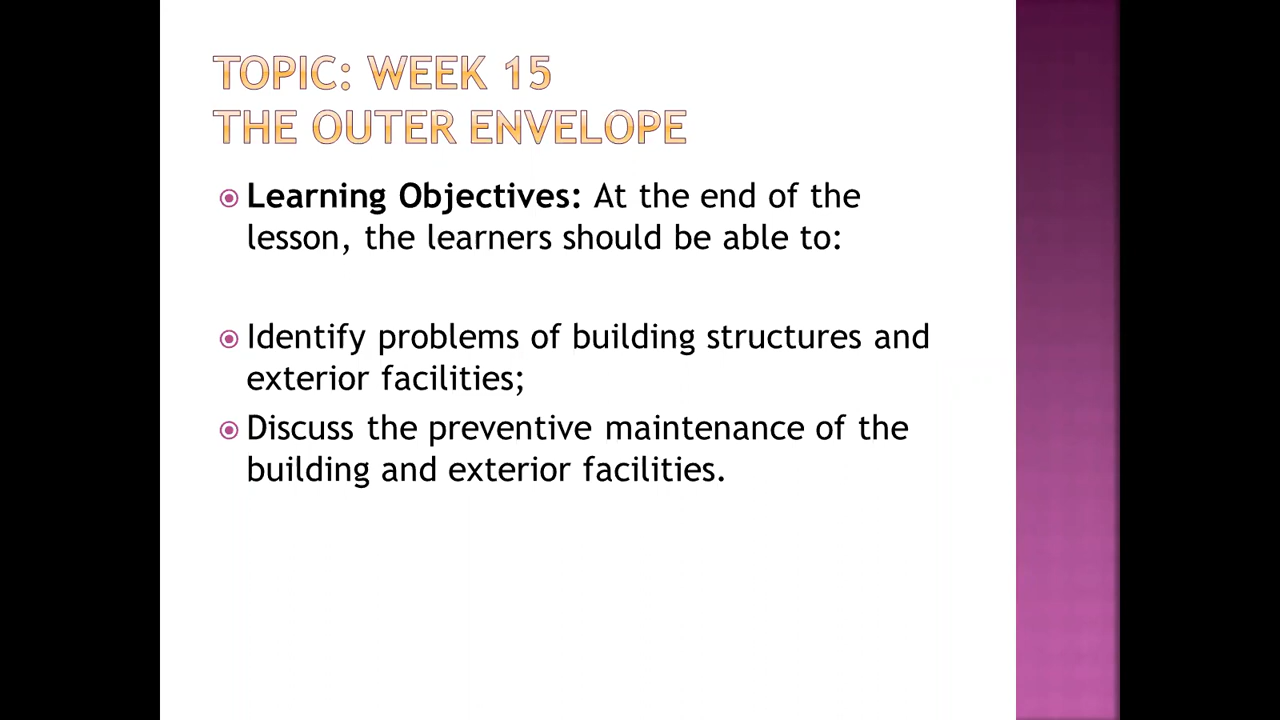 TOPIC: WEEK 15
THE OUTER ENVELOPE
Learning Objectives: At the end of the
lesson, the learners should be able to:
Identify problems of building structures and
exterior facilities;
Discuss the preventive maintenance of the
building and exterior facilities.